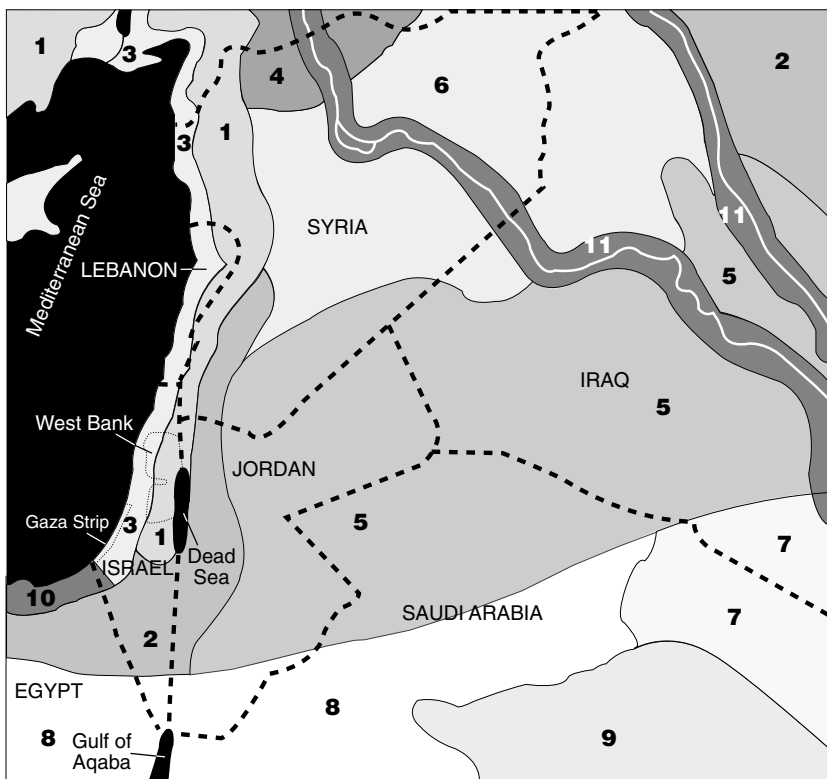 1
3
4
6
2
3
1
11
Mediterranean Sea
SYRIA
11
LEBANON
5
IRAQ
5
West Bank
JORDAN
Gaza Strip
3
1
5
Dead
Sea
ISRAEL
7
10
2
SAUDI ARABIA
7
EGYPT
8
8
Gulf of
Aqaba
9